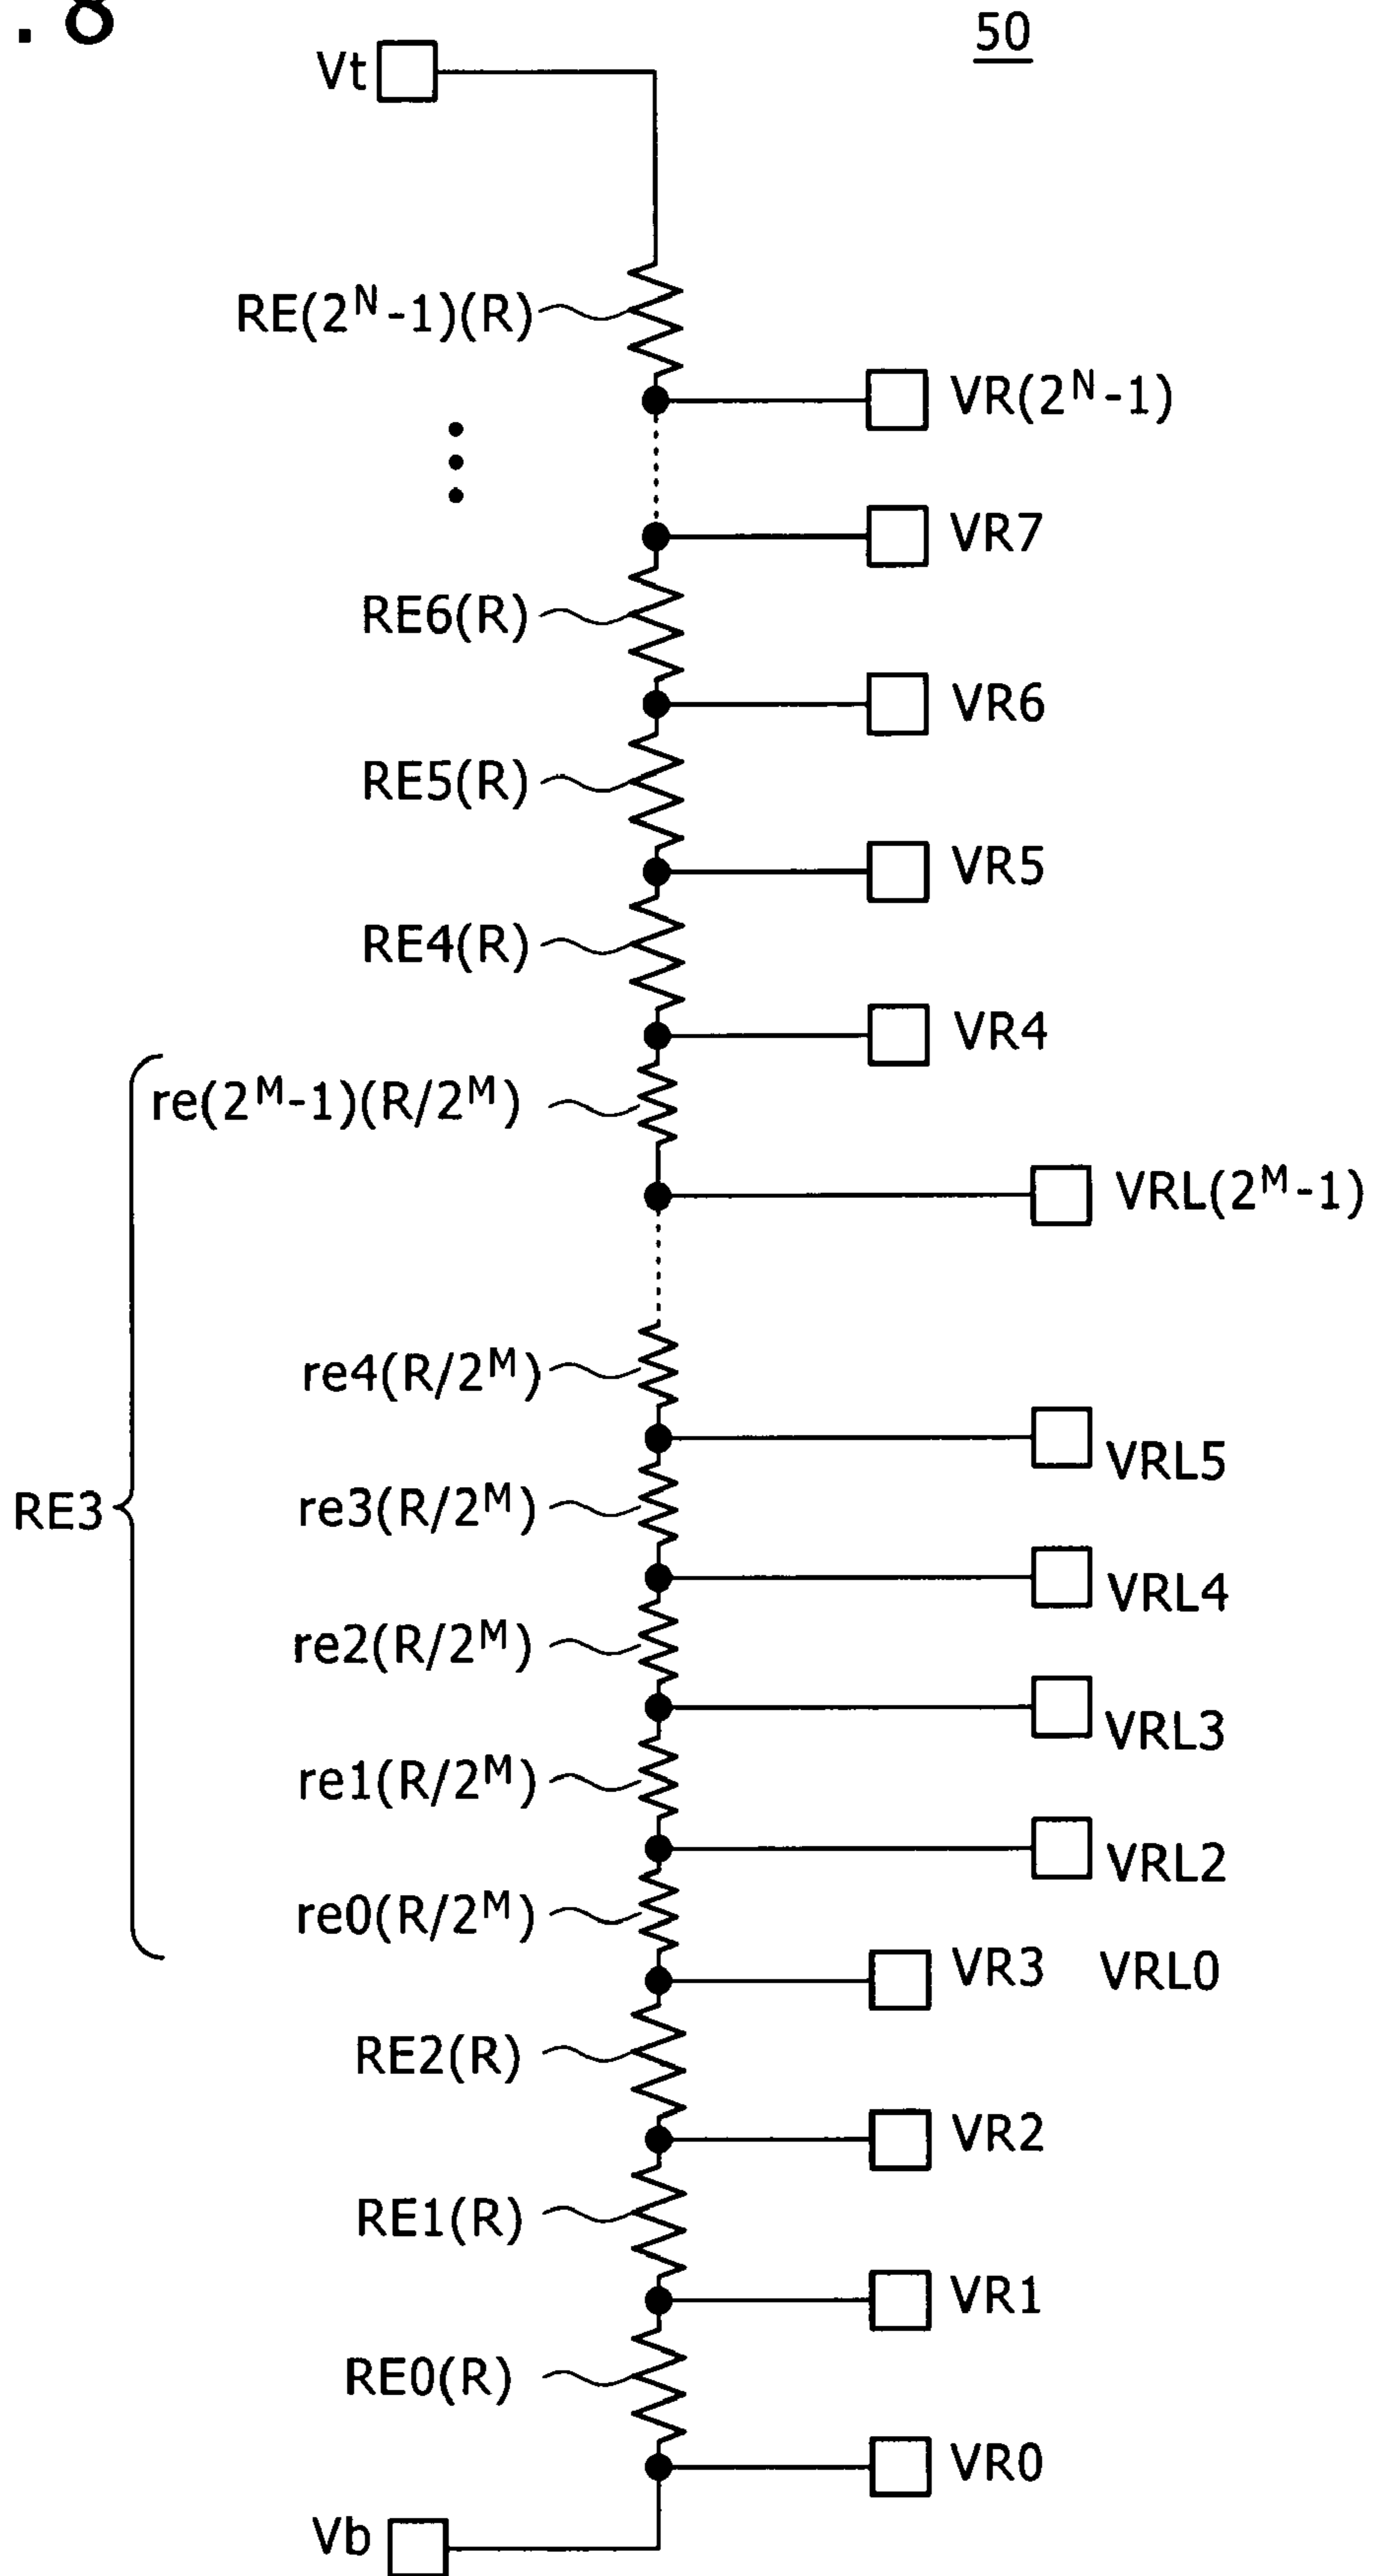 .8
50
Vt
RE(2^N-1)(R)
VR(2^N-1)
VR7
RE6(R)
VR6
RE5(R)
VR5
RE4(R)
VR4
re(2^M-1)(R/2^M)
VRL(2^M-1)
re4(R/2^M)
VRL5
RE3
re3(R/2^M)
VRL4
re2(R/2^M)
VRL3
re1(R/2^M)
VRL2
re0(R/2^M)
VR3 VRL0
RE2(R)
VR2
RE1(R)
VR1
RE0(R)
VR0
Vb